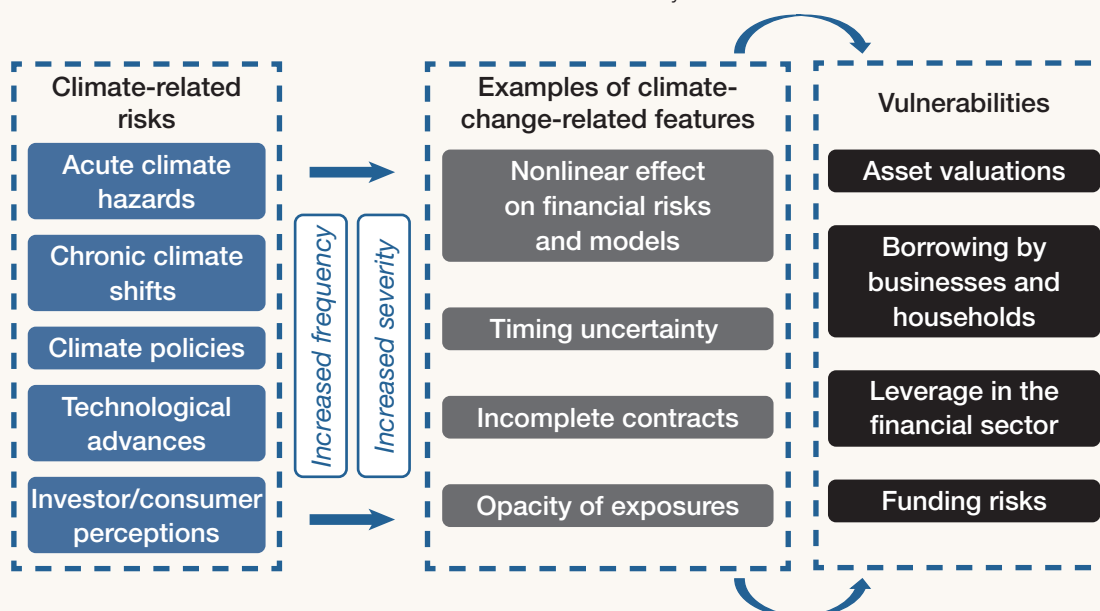 Climate-related
risks
Acute climate
hazards
Chronic climate
shifts
Climate policies
Technological
advances
Investor/consumer
perceptions
Increased frequency
Increased severity
Examples of climate-
change-related features
Nonlinear effect
on financial risks
and models
Timing uncertainty
Incomplete contracts
Opacity of exposures
Vulnerabilities
Asset valuations
Borrowing by
businesses and
households
Leverage in the
financial sector
Funding risks